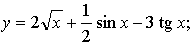 y = 2√x + 1/2 sin x − 3 tg x;